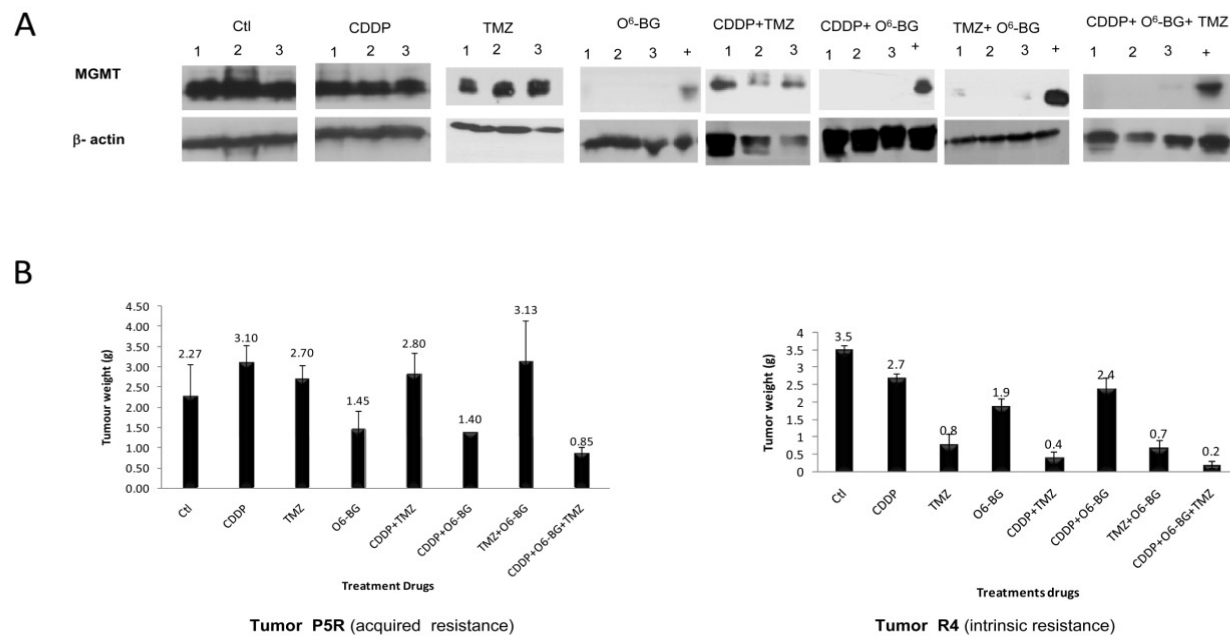 A
Ctl CDDP TMZ O⁶-BG CDDP+TMZ CDDP+ O⁶-BG TMZ+ O⁶-BG CDDP+ O⁶-BG+ TMZ
1 2 3 1 2 3 1 2 3 1 2 3 + 1 2 3 1 2 3 + 1 2 3 + 1 2 3 +
MGMT
β- actin
B
Tumour weight (g)
4.50
4.00
3.50
3.00
2.50
2.00
1.50
1.00
0.50
0.00
2.27
3.10
2.70
1.45
2.80
1.40
3.13
0.85
Ctl
CDDP
TMZ
O6-BG
CDDP+TMZ
CDDP+O6-BG
TMZ+O6-BG
CDDP+O6-BG+TMZ
Treatment Drugs
Tumor P5R (acquired resistance)
Tumor weight (g)
4
3.5
3
2.5
2
1.5
1
0.5
0
3.5
2.7
0.8
1.9
0.4
2.4
0.7
0.2
Ctl
CDDP
TMZ
O6-BG
CDDP+TMZ
CDDP+O6-BG
TMZ+O6-BG
CDDP+O6-BG+TMZ
Treatments drugs
Tumor R4 (intrinsic resistance)